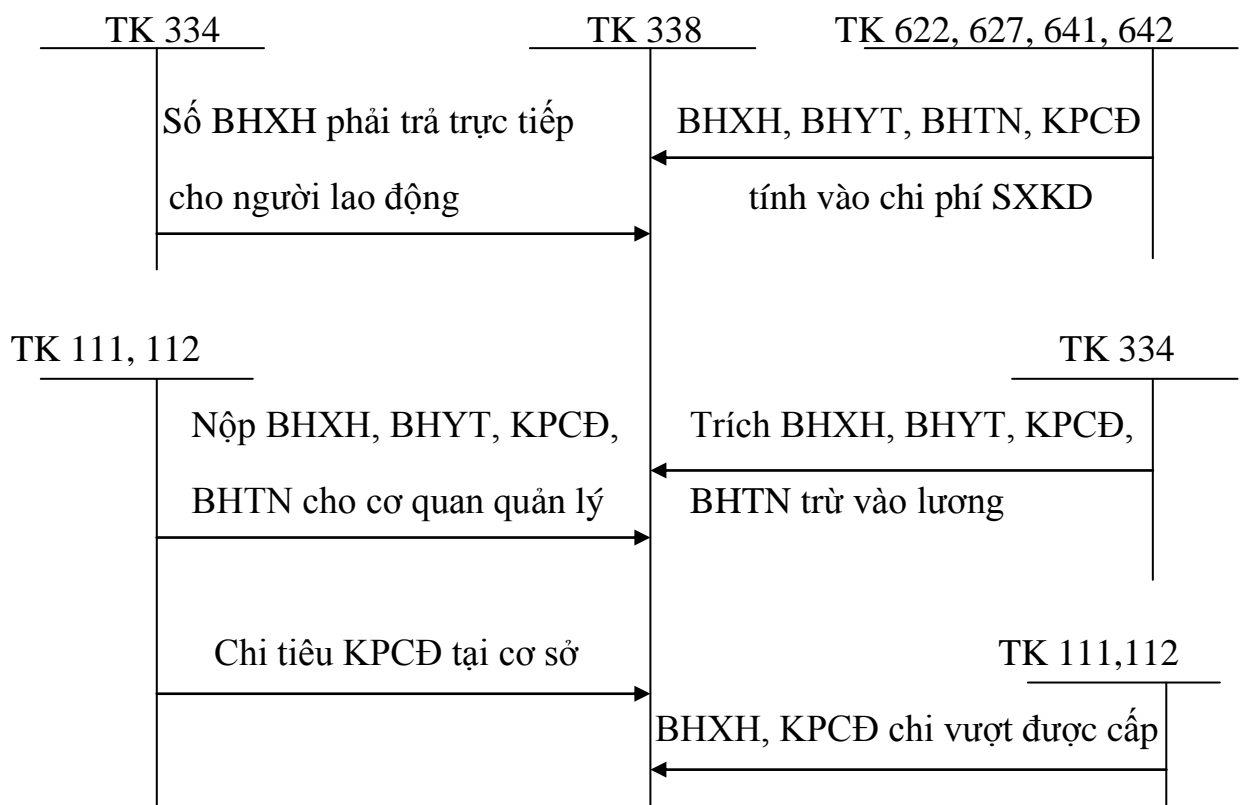 TK 334
TK 338
TK 622, 627, 641, 642
Số BHXH phải trả trực tiếp
cho người lao động
BHXH, BHYT, BHTN, KPCĐ
tính vào chi phí SXKD
TK 111, 112
TK 334
Nộp BHXH, BHYT, KPCĐ,
BHTN cho cơ quan quản lý
Trích BHXH, BHYT, KPCĐ,
BHTN trừ vào lương
Chi tiêu KPCĐ tại cơ sở
TK 111,112
BHXH, KPCĐ chi vượt được cấp